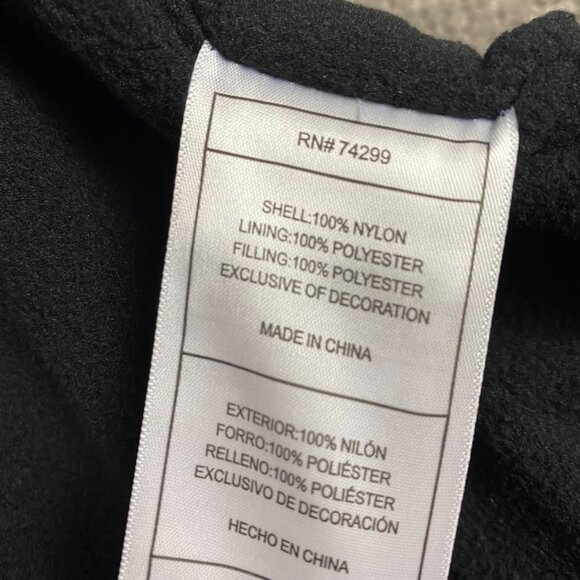 RN# 74299
SHELL:100% NYLON
LINING:100% POLYESTER
FILLING:100% POLYESTER
EXCLUSIVE OF DECORATION
MADE IN CHINA
EXTERIOR:100% NILÓN
FORRO:100% POLIÉSTER
RELLENO:100% POLIÉSTER
EXCLUSIVO DE DECORACIÓN
HECHO EN CHINA